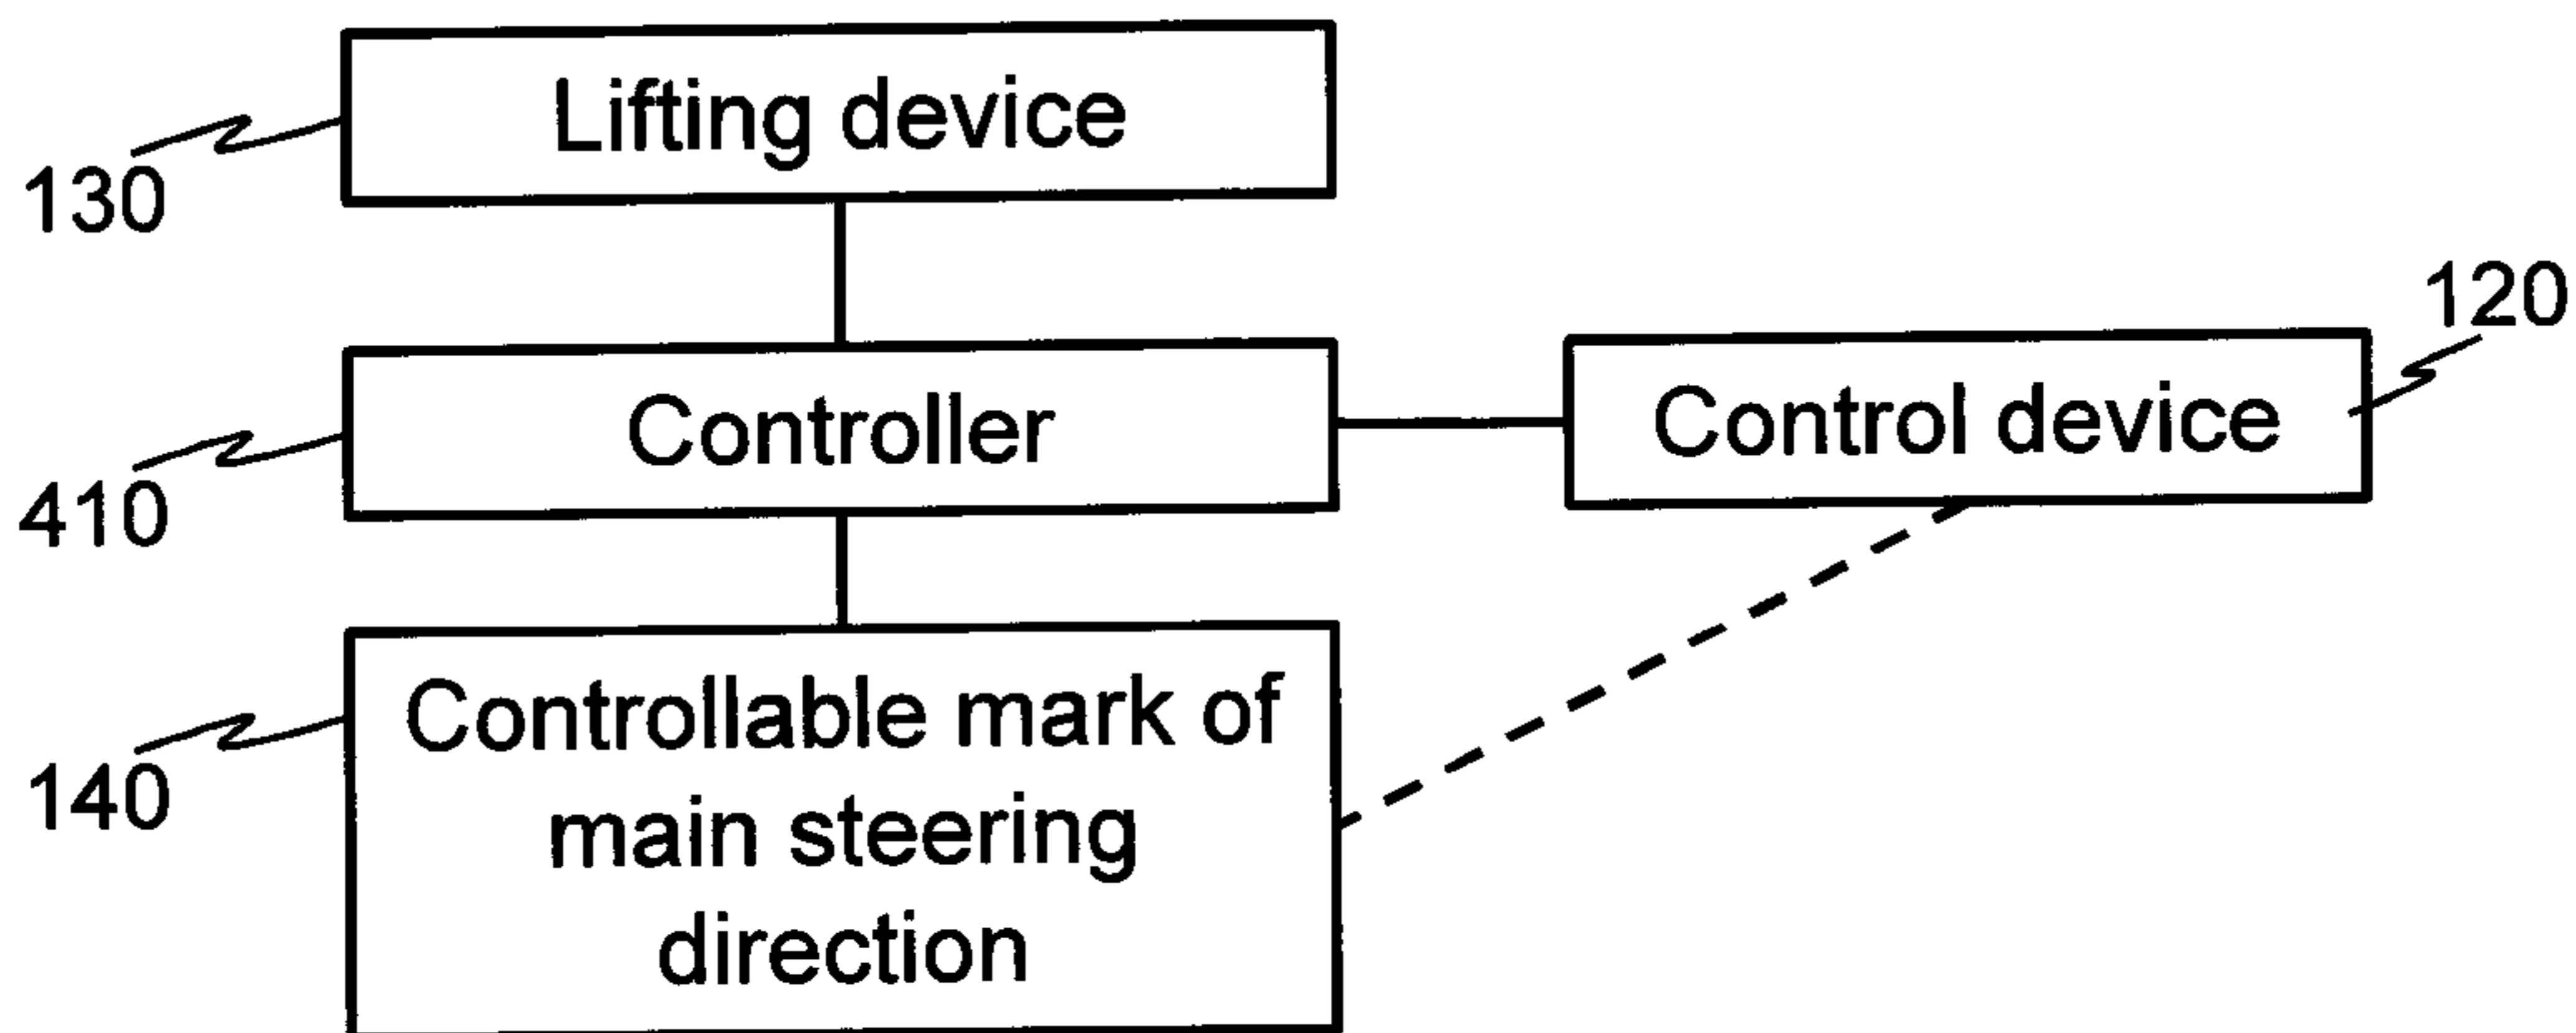 Lifting device
130
120
Controller
Control device
410
Controllable mark of
main steering
direction
140